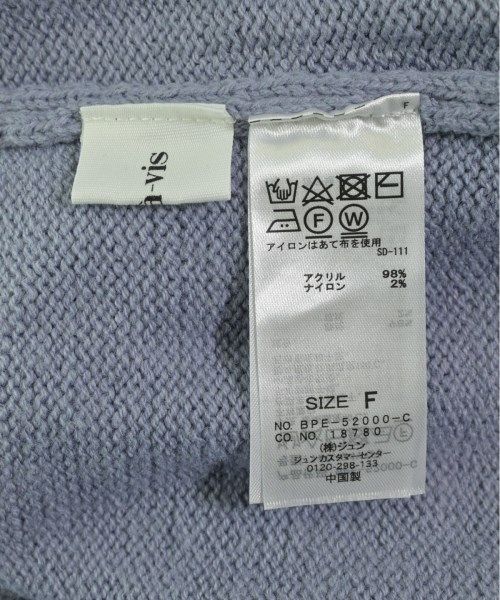 -vis
F
F W
アイロンはあて布を使用
SD-111
アクリル 98%
ナイロン 2%
SIZE F
NO. BPE-52000-C
CO. NO. 18780
(株)ジュン
ジュンカスタマーセンター
0120-298-133
中国製